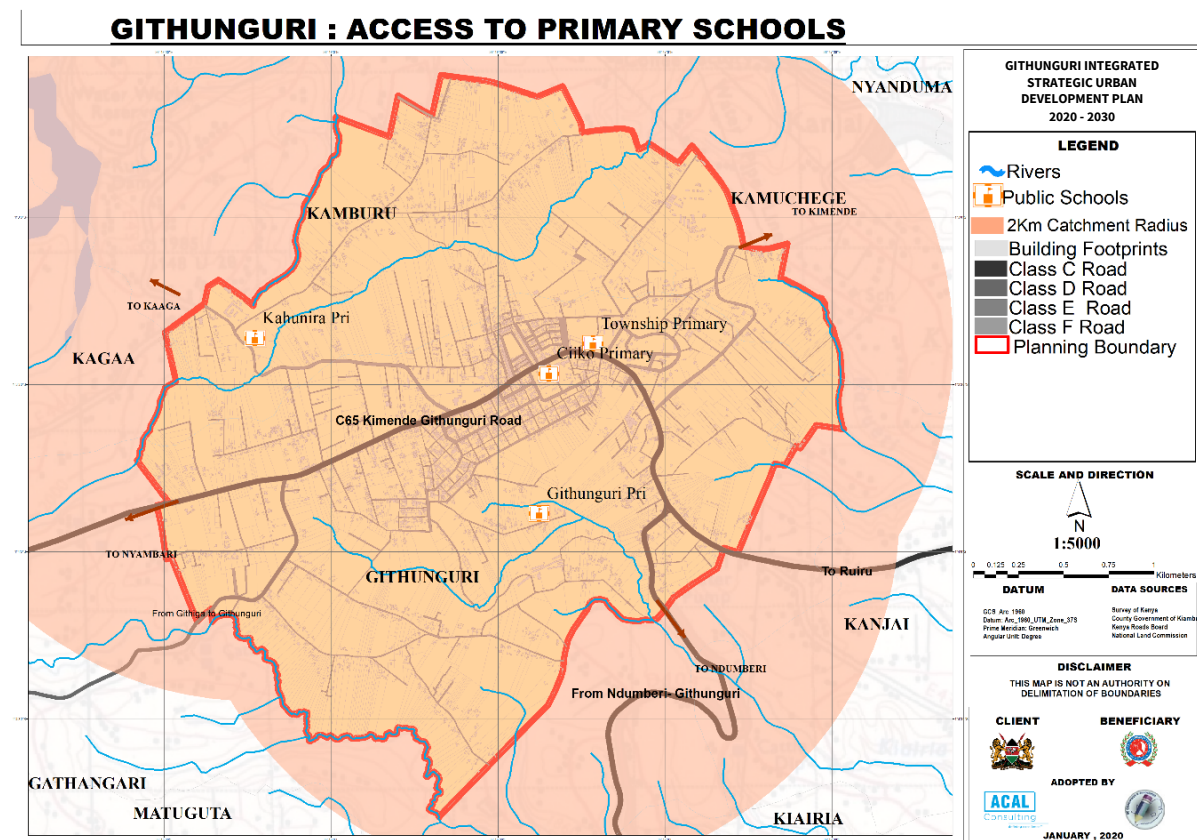 GITHUNGURI : ACCESS TO PRIMARY SCHOOLS
NYANDUMA
KAMUCHEGE
TO KIMENDE
KAMBURU
TO KAAGA
KAGAA
Kahunira Pri
Township Primary
Ciiko Primary
C65 Kimende Githunguri Road
Githunguri Pri
TO NYAMBARI
GITHUNGURI
To Ruiru
From Githiga to Githunguri
KANJAI
TO NDUMBERI
From Ndumberi- Githunguri
Kiairia
GATHANGARI
MATUGUTA
KIAIRIA
GITHUNGURI INTEGRATED
STRATEGIC URBAN
DEVELOPMENT PLAN
2020 - 2030
LEGEND
Rivers
Public Schools
2Km Catchment Radius
Building Footprints
Class C Road
Class D Road
Class E Road
Class F Road
Planning Boundary
SCALE AND DIRECTION
N
1:5000
0 0.125 0.25 0.5 0.75 1
Kilometers
DATUM
GCS Arc 1960
Datum: Arc_1960_UTM_Zone_37S
Prime Meridian: Greenwich
Angular Unit: Degree
DATA SOURCES
Survey of Kenya
County Government of Kiambu
Kenya Roads Board
National Land Commission
DISCLAIMER
THIS MAP IS NOT AN AUTHORITY ON
DELIMITATION OF BOUNDARIES
CLIENT
BENEFICIARY
ADOPTED BY
ACAL
Consulting
JANUARY , 2020